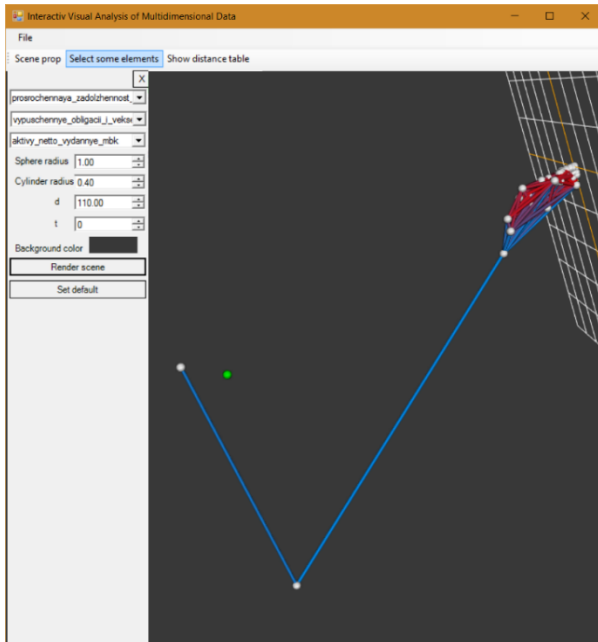 Interactiv Visual Analysis of Multidimensional Data
File
Scene prop Select some elements Show distance table
X
prosrochennaya_zadolzhennost_
vypuschennye_obligacii_i_veks
aktivy_netto_vydannye_mbk
Sphere radius 1.00
Cylinder radius 0.40
d 110.00
t 0
Background color
Render scene
Set default